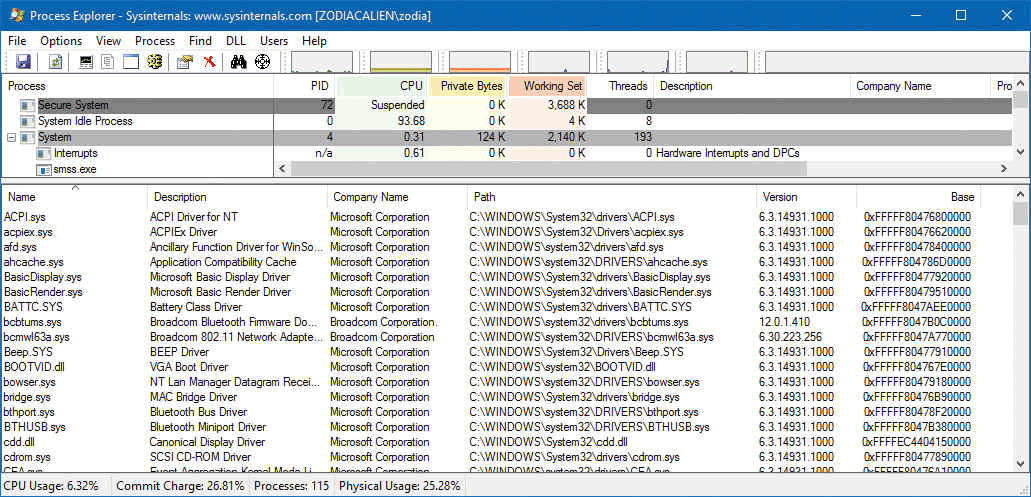 Process Explorer - Sysinternals: www.sysinternals.com [ZODIACALIEN\zodia]
File Options View Process Find DLL Users Help
Process PID CPU Private Bytes Working Set Threads Description Company Name Pro
Secure System 72 Suspended 0 K 3,688 K 0
System Idle Process 0 93.68 0 K 4 K 8
System 4 0.31 124 K 2,140 K 193
Interrupts n/a 0.61 0 K 0 K 0 Hardware Interrupts and DPCs
smss.exe
Name Description Company Name Path Version Base
ACPI.sys ACPI Driver for NT Microsoft Corporation C:\WINDOWS\System32\drivers\ACPI.sys 6.3.14931.1000 0xFFFFF80476800000
acpiex.sys ACPIEx Driver Microsoft Corporation C:\WINDOWS\System32\Drivers\acpiex.sys 6.3.14931.1000 0xFFFFF80476620000
afd.sys Ancillary Function Driver for WinSo... Microsoft Corporation C:\WINDOWS\system32\drivers\afd.sys 6.3.14931.1000 0xFFFFF80478400000
ahcache.sys Application Compatibility Cache Microsoft Corporation C:\WINDOWS\system32\DRIVERS\ahcache.sys 6.3.14931.1000 0xFFFFF804786D0000
BasicDisplay.sys Microsoft Basic Display Driver Microsoft Corporation C:\WINDOWS\System32\drivers\BasicDisplay.sys 6.3.14931.1000 0xFFFFF80477920000
BasicRender.sys Microsoft Basic Render Driver Microsoft Corporation C:\WINDOWS\System32\drivers\BasicRender.sys 6.3.14931.1000 0xFFFFF80479510000
BATTC.SYS Battery Class Driver Microsoft Corporation C:\WINDOWS\System32\drivers\BATTC.SYS 6.3.14931.1000 0xFFFFF8047AEE0000
bcbtums.sys Broadcom Bluetooth Firmware Do... Broadcom Corporation. C:\WINDOWS\system32\drivers\bcbtums.sys 12.0.1.410 0xFFFFF8047B0C0000
bcmwl63a.sys Broadcom 802.11 Network Adapte... Broadcom Corporation C:\WINDOWS\system32\DRIVERS\bcmwl63a.sys 6.30.223.256 0xFFFFF8047A770000
Beep.SYS BEEP Driver Microsoft Corporation C:\WINDOWS\System32\Drivers\Beep.SYS 6.3.14931.1000 0xFFFFF80477910000
BOOTVID.dll VGA Boot Driver Microsoft Corporation C:\WINDOWS\system32\BOOTVID.dll 6.3.14931.1000 0xFFFFF804767E0000
bowser.sys NT Lan Manager Datagram Recei... Microsoft Corporation C:\WINDOWS\system32\DRIVERS\bowser.sys 6.3.14931.1000 0xFFFFF80479180000
bridge.sys MAC Bridge Driver Microsoft Corporation C:\WINDOWS\system32\drivers\bridge.sys 6.3.14931.1000 0xFFFFF80476B90000
bthport.sys Bluetooth Bus Driver Microsoft Corporation C:\WINDOWS\system32\DRIVERS\bthport.sys 6.3.14931.1000 0xFFFFF80478F20000
BTHUSB.sys Bluetooth Miniport Driver Microsoft Corporation C:\WINDOWS\system32\DRIVERS\BTHUSB.sys 6.3.14931.1000 0xFFFFF8047B380000
cdd.dll Canonical Display Driver Microsoft Corporation C:\WINDOWS\System32\cdd.dll 6.3.14931.1000 0xFFFFEC4404150000
cdrom.sys SCSI CD-ROM Driver Microsoft Corporation C:\WINDOWS\System32\drivers\cdrom.sys 6.3.14931.1000 0xFFFFF80477890000
CEA.sys Event Aggregation Kernel Mode Li... Microsoft Corporation C:\WINDOWS\system32\drivers\CEA.sys 6.3.14931.1000 0xFFFFF80476A10000
CPU Usage: 6.32% Commit Charge: 26.81% Processes: 115 Physical Usage: 25.28%